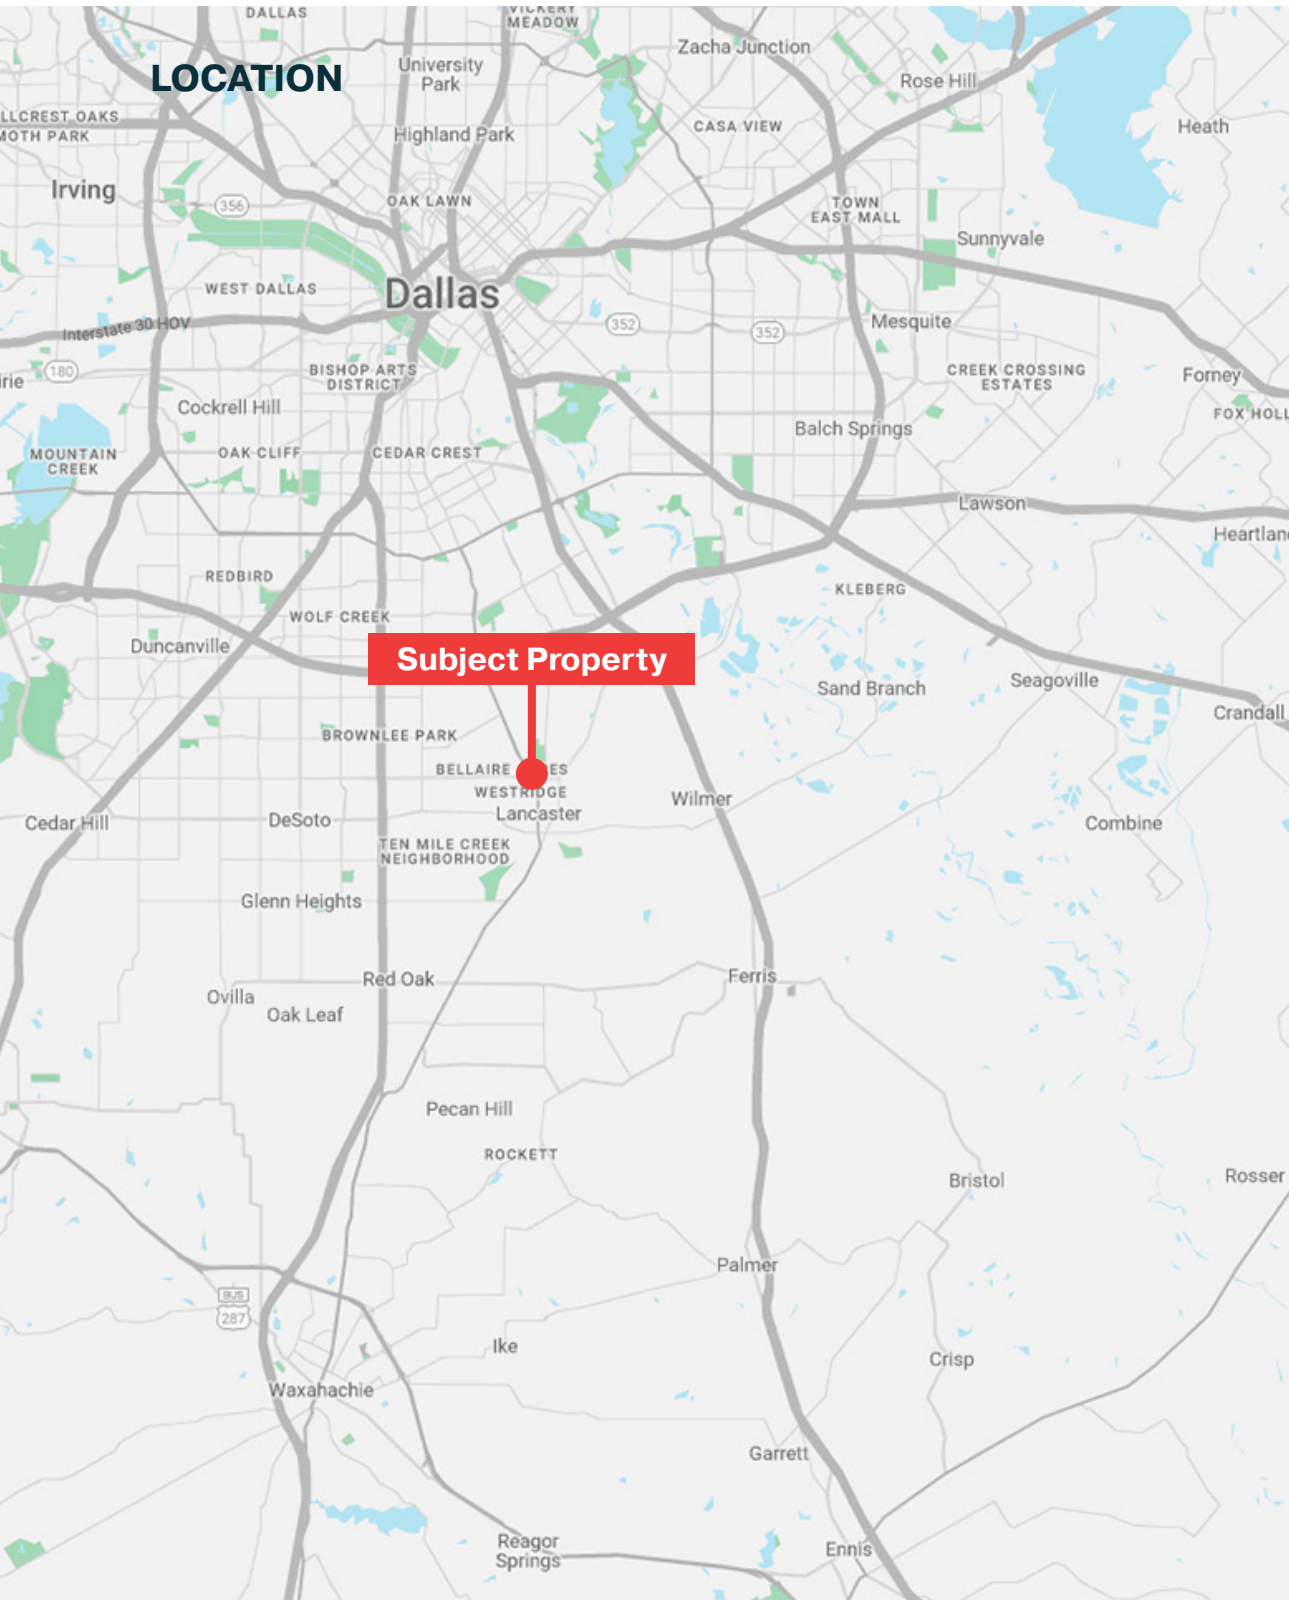 DALLAS
VICKERY
MEADOW
Zacha Junction
LOCATION
University
Park
Rose Hill
LLCREST OAKS
MOTH PARK
Highland Park
CASA VIEW
Heath
Irving
356
OAK LAWN
TOWN
EAST MALL
Sunnyvale
WEST DALLAS
Dallas
Interstate 30 HOV
352
352
Mesquite
180
rie
BISHOP ARTS
DISTRICT
CREEK CROSSING
ESTATES
Forney
Cockrell Hill
FOX HOLL
Balch Springs
MOUNTAIN
CREEK
OAK CLIFF
CEDAR CREST
Lawson
Heartlan
REDBIRD
KLEBERG
WOLF CREEK
Duncanville
Subject Property
Sand Branch
Seagoville
Crandall
BROWNLEE PARK
BELLAIRE ES
WESTRIDGE
Lancaster
Wilmer
Cedar Hill
DeSoto
Combine
TEN MILE CREEK
NEIGHBORHOOD
Glenn Heights
Red Oak
Ferris
Ovilla
Oak Leaf
Pecan Hill
ROCKETT
Bristol
Rosser
Palmer
BUS
287
Ike
Crisp
Waxahachie
Garrett
Reagor
Springs
Ennis